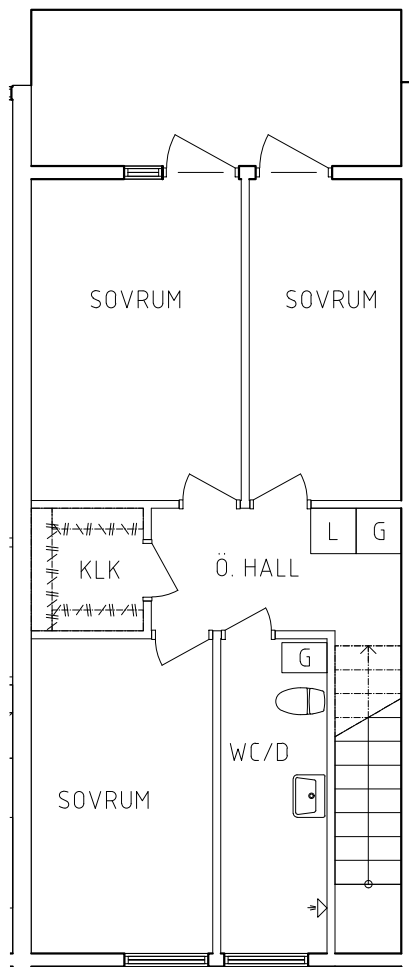 SOVRUM
SOVRUM
L
G
KLK
Ö. HALL
G
WC/D
SOVRUM